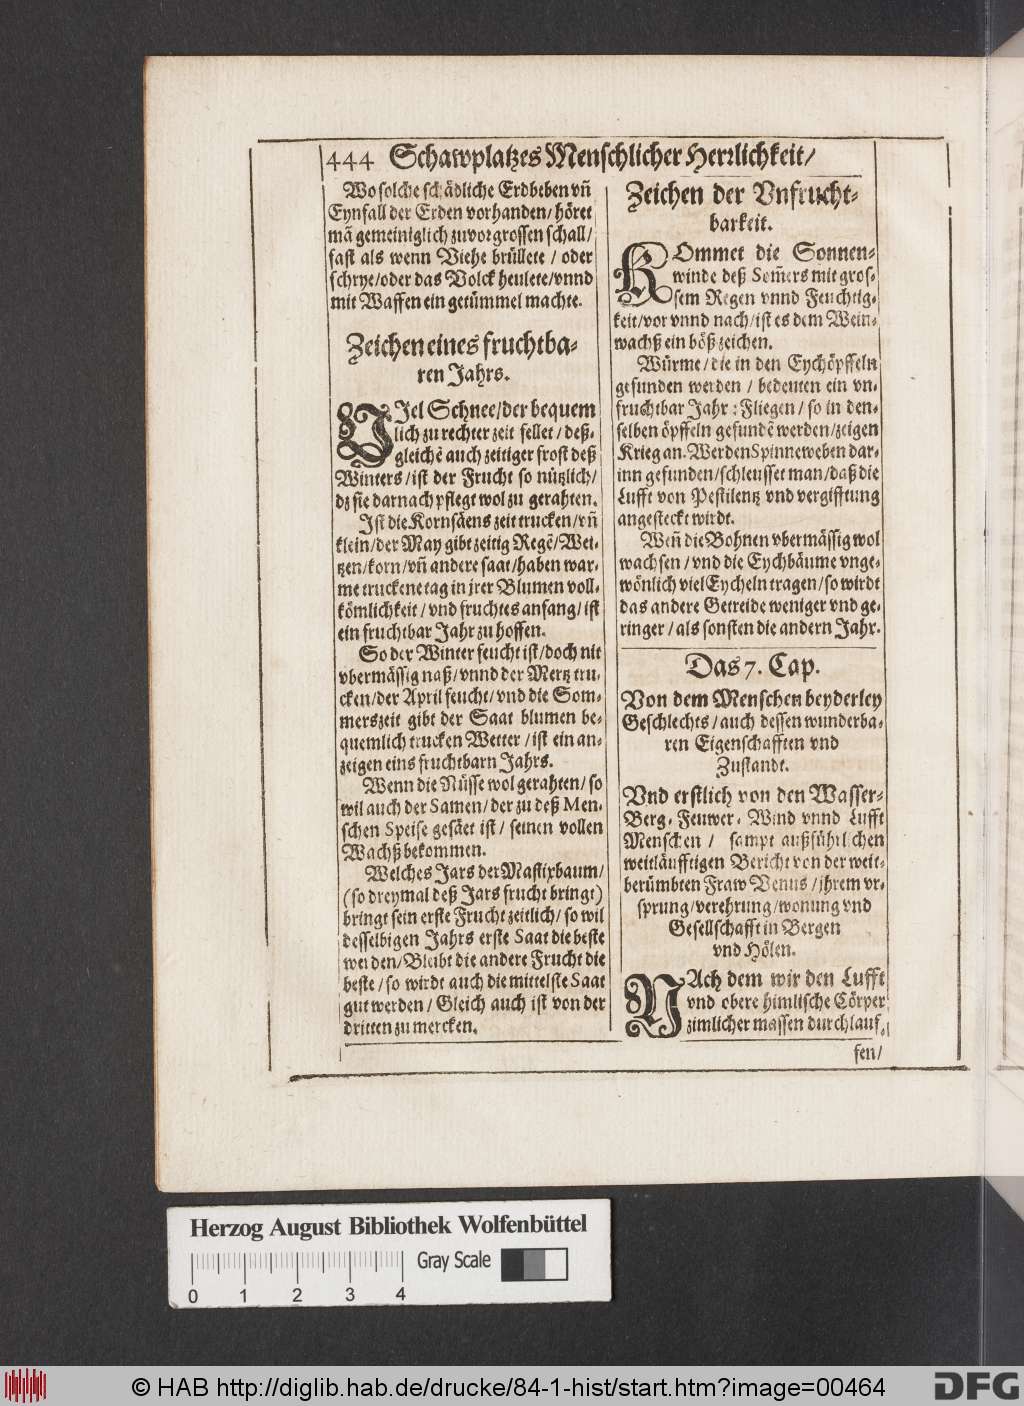 444 Schawplatzes Menschlicher Herrlichkeit/
Wo solche schädliche Erdbeben vñ
Eynfall der Erden vorhanden/ höret
mã gemeiniglich zuvor grossen schall/
fast als wenn Viehe brüllete / oder
schrye/oder das Volck heulete/vnnd
mit Waffen ein getümmel machte.
Zeichen eines fruchtba-
ren Jahrs.
VJel Schnee/der bequem
lich zu rechter zeit fellet/ deß-
gleichẽ auch zeitiger frost deß
Winters/ist der Frucht so nützlich/
dz sie darnach pflegt wol zu gerahten.
Jst die Kornsäens zeit trucken/vñ
klein/der May gibt zeitig Regẽ/Wei-
tzen/korn/vñ andere saat/haben war-
me truckene tag in jrer Blumen voll-
kömlichkeit/ vnd fruchtes anfang/ ist
ein fruchtbar Jahr zu hoffen.
So der Winter feucht ist/doch nit
vbermässig naß/vnnd der Mertz tru-
cken/der April feucht/vnd die Som-
merszeit gibt der Saat blumen be-
quemlich trucken Wetter/ist ein an-
zeigen eins fruchtbarn Jahrs.
Wenn die Nüsse wol gerahten/ so
wil auch der Samen/der zu deß Men-
schen Speise gesäet ist/ seinen vollen
Wachß bekommen.
Welches Jars der Mastixbaum/
(so dreymal deß Jars frucht bringt)
bringt sein erste Frucht zeitlich/so wil
desselbigen Jahrs erste Saat die beste
werden/Bleibt die andere Frucht die
beste/so wirdt auch die mittelste Saat
gut werden/Gleich auch ist von der
dritten zu mercken.
Zeichen der Vnfrucht-
barkeit.
KOmmet die Sonnen-
winde deß Som̃ers mit gros-
sem Regen vnnd Feuchtig-
keit/vor vnnd nach/ist es dem Wein-
wachß ein böß zeichen.
Würme/die in den Eychöpffeln
gefunden werden / bedeuten ein vn-
fruchtbar Jahr: Fliegen/ so in den-
selben öpffeln gefundẽ werden/zeigen
Krieg an. Werden Spinneweben dar-
inn gefunden/schleusset man/daß die
Lufft von Pestilentz vnd vergifftung
angesteckt wirdt.
Weñ die Bohnen vbermässig wol
wachsen/vnd die Eychbäume vnge-
wönlich viel Eycheln tragen/so wirdt
das andere Getreide weniger vnd ge-
ringer/als sonsten die andern Jahr.
Das 7. Cap.
Von dem Menschen beyderley
Geschlechts/auch dessen wunderba-
ren Eigenschafften vnd
Zustandt.
Vnd erstlich von den Wasser-
Berg- Feuwer- Wind vnnd Lufft
Menschen / sampt außführlichen
weitläufftigen Bericht von der weit-
berümbten Fraw Venus/jhrem vr-
sprung/verehrung/wonung vnd
Gesellschafft in Bergen
vnd Hölen.
NAch dem wir den Lufft
vnd obere himlische Cörper
zimlicher massen durchlauf-
fen/
Herzog August Bibliothek Wolfenbüttel
Gray Scale
0 1 2 3 4
© HAB http://diglib.hab.de/drucke/84-1-hist/start.htm?image=00464
DFG